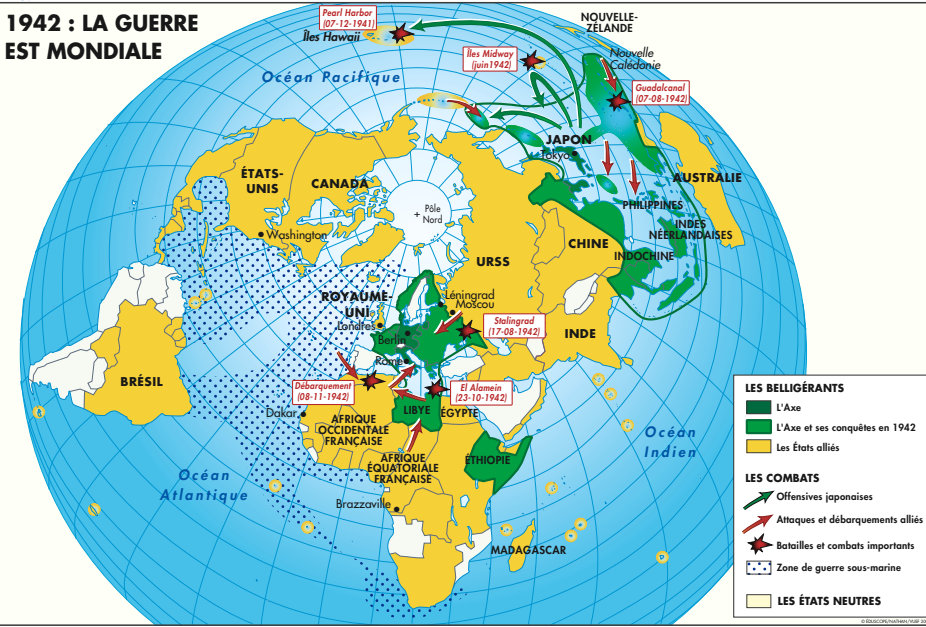 1942 : LA GUERRE
EST MONDIALE
Pearl Harbor
(07-12-1941)
Îles Hawaii
Îles Midway
(juin1942)
NOUVELLE-
ZÉLANDE
Nouvelle
Calédonie
Guadalcanal
(07-08-1942)
Océan Pacifique
JAPON
Tokyo
AUSTRALIE
ÉTATS-
UNIS
CANADA
+ Pôle
Nord
PHILIPPINES
INDES
NÉERLANDAISES
Washington
CHINE
INDOCHINE
URSS
ROYAUME-
UNI
Londres
Léningrad
Moscou
Berlin
Stalingrad
(17-08-1942)
INDE
Rome
BRÉSIL
Débarquement
(08-11-1942)
El Alamein
(23-10-1942)
Dakar
LIBYE
ÉGYPTE
AFRIQUE
OCCIDENTALE
FRANÇAISE
AFRIQUE
ÉQUATORIALE
FRANÇAISE
ÉTHIOPIE
Océan
Indien
Océan
Atlantique
Brazzaville
MADAGASCAR
LES BELLIGÉRANTS
L'Axe
L'Axe et ses conquêtes en 1942
Les États alliés
LES COMBATS
Offensives japonaises
Attaques et débarquements alliés
Batailles et combats importants
Zone de guerre sous-marine
LES ÉTATS NEUTRES